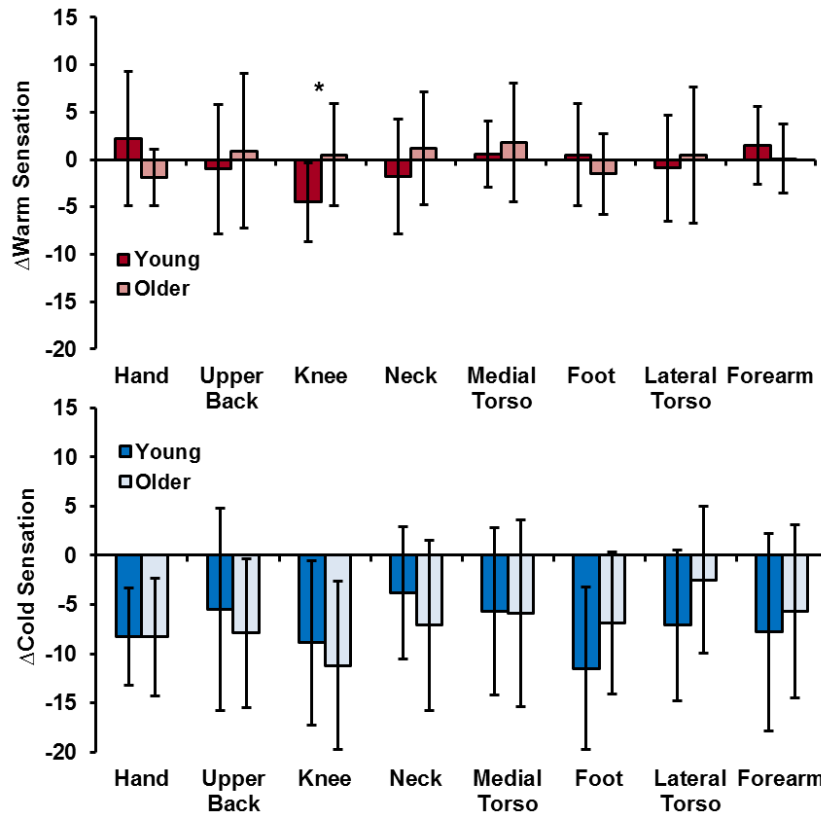 15
10
5
0
-5
-10
-15
-20
ΔWarm Sensation
*
Young
Older
Hand Upper Back Knee Neck Medial Torso Foot Lateral Torso Forearm
15
10
5
0
-5
-10
-15
-20
ΔCold Sensation
Young
Older
Hand Upper Back Knee Neck Medial Torso Foot Lateral Torso Forearm